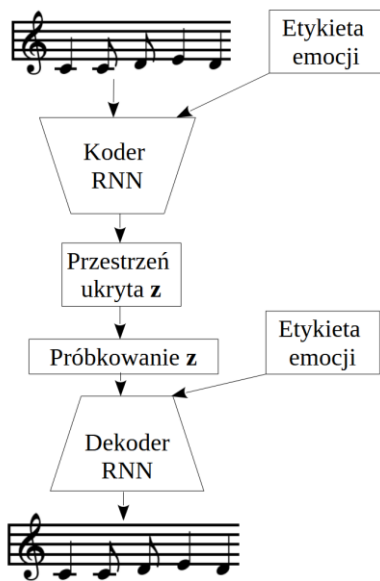 Etykieta
emocji
Koder
RNN
Przestrzeń
ukryta z
Próbkowanie z
Etykieta
emocji
Dekoder
RNN